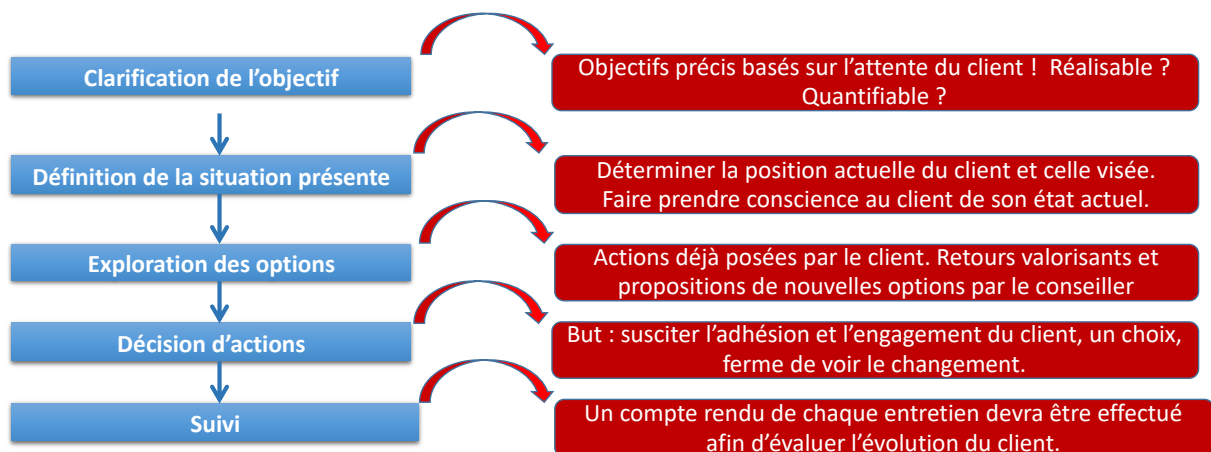 Clarification de l’objectif
Objectifs précis basés sur l’attente du client ! Réalisable ?
Quantifiable ?
Définition de la situation présente
Déterminer la position actuelle du client et celle visée.
Faire prendre conscience au client de son état actuel.
Exploration des options
Actions déjà posées par le client. Retours valorisants et
propositions de nouvelles options par le conseiller
Décision d’actions
But : susciter l’adhésion et l’engagement du client, un choix,
ferme de voir le changement.
Suivi
Un compte rendu de chaque entretien devra être effectué
afin d’évaluer l’évolution du client.